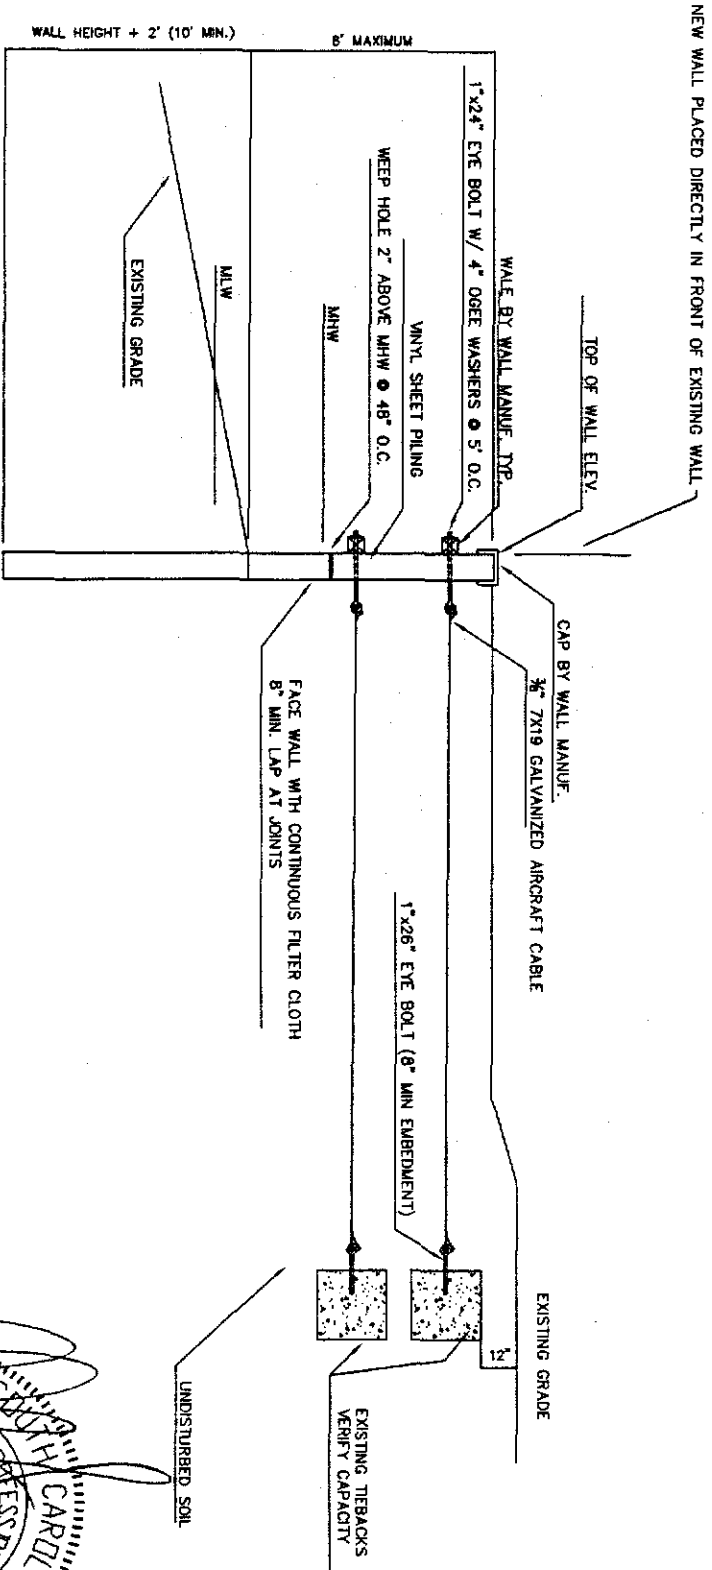 NEW WALL PLACED DIRECTLY IN FRONT OF EXISTING WALL
TOP OF WALL ELEV.
CAP BY WALL MANUF.
WALE BY WALL MANUF. TYP.
⅜" 7X19 GALVANIZED AIRCRAFT CABLE
1"x24" EYE BOLT W/ 4" OGEE WASHERS @ 5' O.C.
VINYL SHEET PILING
WEEP HOLE 2" ABOVE MHW @ 48" O.C.
MHW
MLW
EXISTING GRADE
8' MAXIMUM
WALL HEIGHT + 2' (10' MIN.)
EXISTING GRADE
12"
1"x26" EYE BOLT (8" MIN EMBEDMENT)
EXISTING TIEBACKS
VERIFY CAPACITY
FACE WALL WITH CONTINUOUS FILTER CLOTH
8" MIN. LAP AT JOINTS
UNDISTURBED SOIL